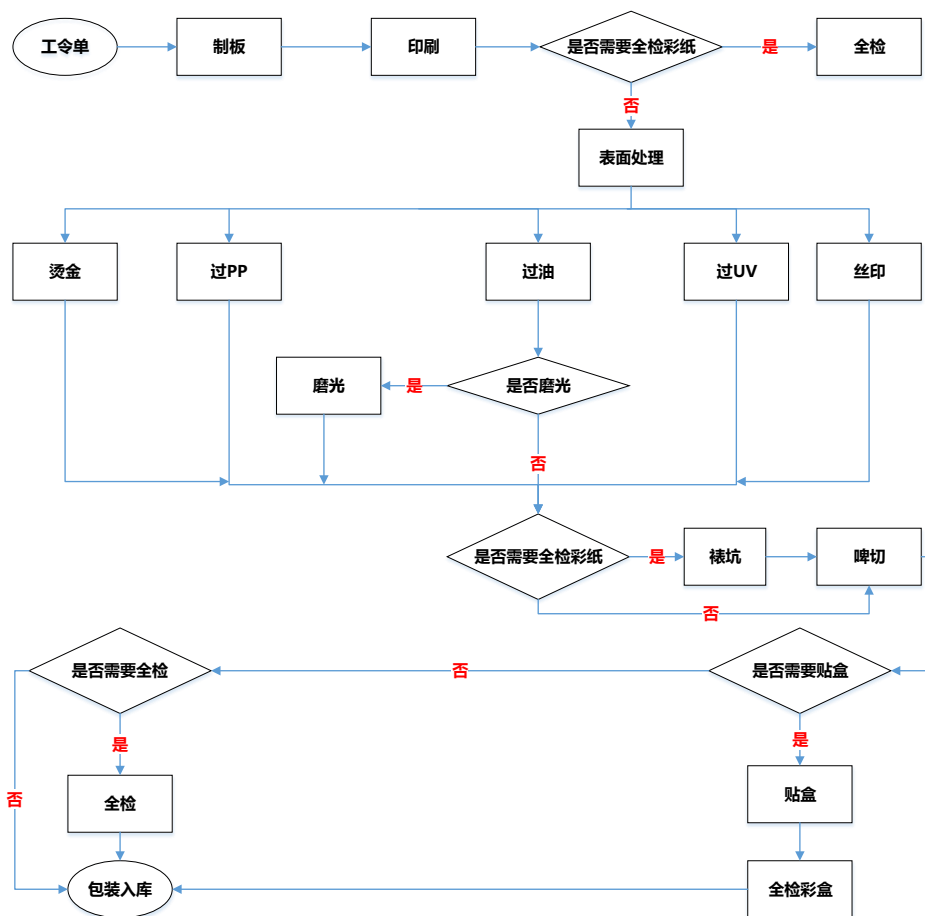 工令单
制板
印刷
是否需要全检彩纸
是
全检
否
表面处理
烫金
过PP
过油
过UV
丝印
磨光
是
是否磨光
否
是否需要全检彩纸
是
裱坑
啤切
否
是否需要全检
否
是否需要贴盒
是
是
否
全检
贴盒
包装入库
全检彩盒